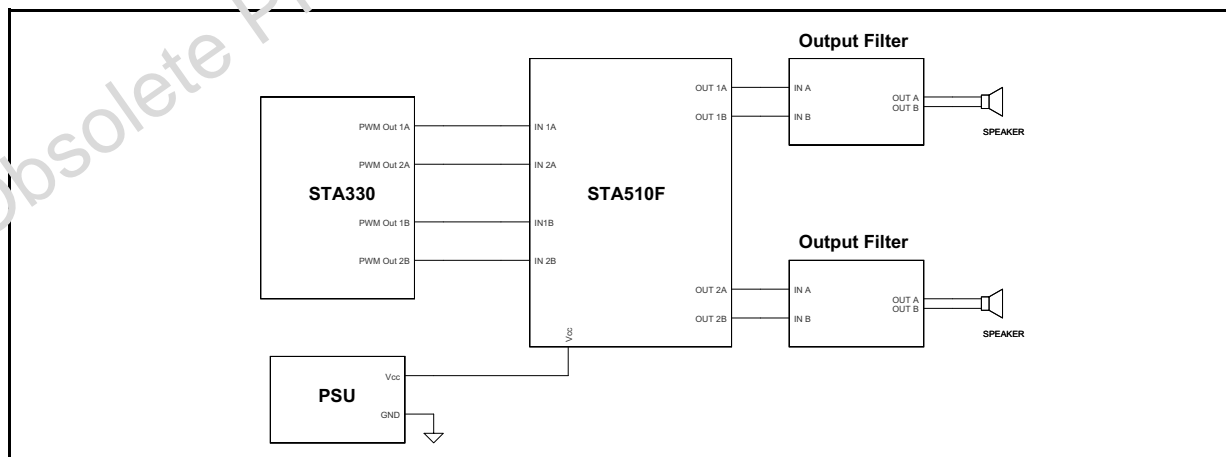 Obsolete Pr
Output Filter
OUT 1A
IN A
OUT A
OUT B
OUT 1B
IN B
SPEAKER
PWM Out 1A
IN 1A
PWM Out 2A
IN 2A
STA330
STA510F
PWM Out 1B
IN1B
PWM Out 2B
IN 2B
Output Filter
OUT 2A
IN A
OUT A
OUT B
OUT 2B
IN B
SPEAKER
Vcc
Vcc
PSU
GND